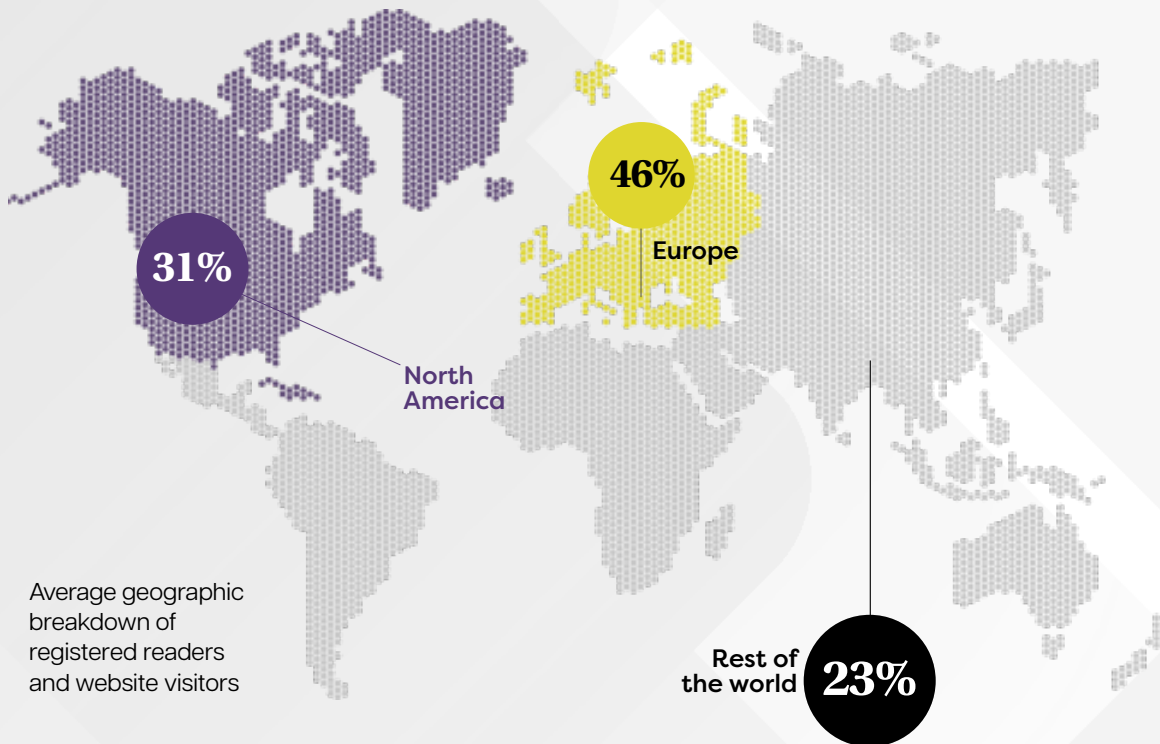 46%
Europe
31%
North
America
Average geographic
breakdown of
registered readers
and website visitors
Rest of
the world
23%